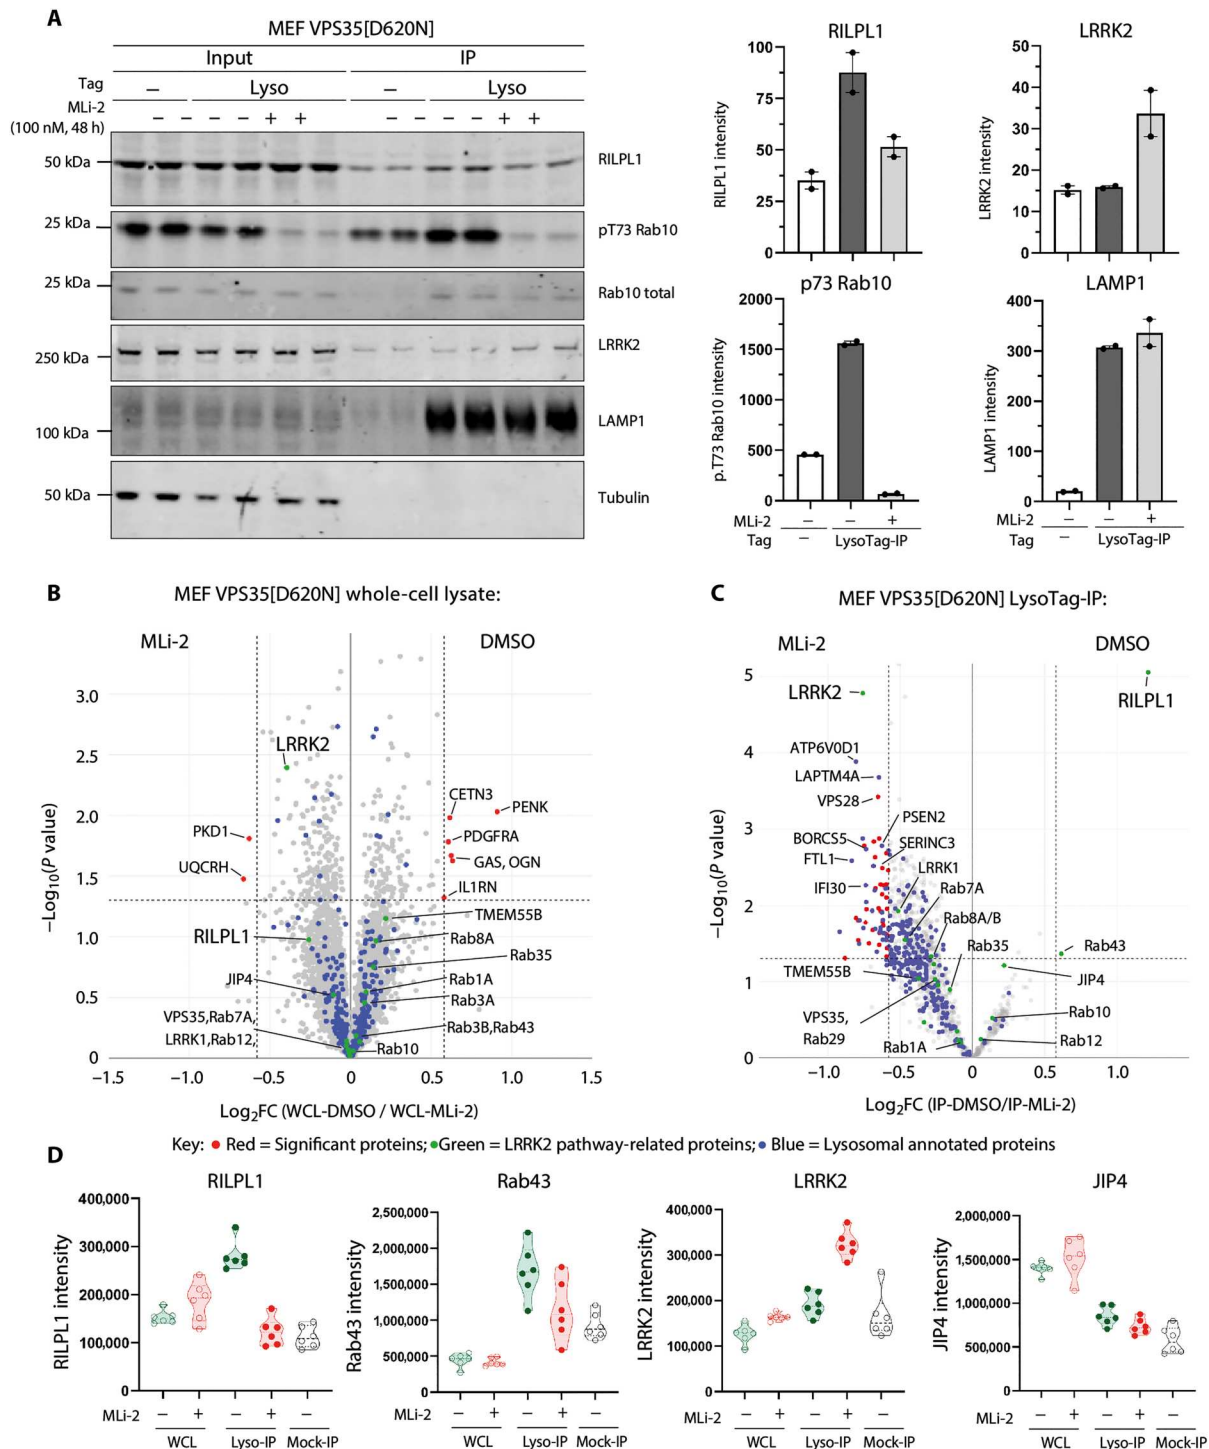 A
MEF VPS35[D620N]
Input IP
Tag – Lyso – Lyso
MLi-2 – – – – + + – – – – + +
(100 nM, 48 h)
50 kDa RILPL1
25 kDa pT73 Rab10
25 kDa Rab10 total
250 kDa LRRK2
100 kDa LAMP1
50 kDa Tubulin
RILPL1
RILPL1 intensity
100
75
50
25
0
LRRK2
LRRK2 intensity
50
40
30
20
10
0
p73 Rab10
p.T73 Rab10 intensity
2000
1500
1000
500
0
MLi-2 – – +
Tag – LysoTag-IP
LAMP1
LAMP1 intensity
400
300
200
100
0
MLi-2 – – +
Tag – LysoTag-IP
B
MEF VPS35[D620N] whole-cell lysate:
MLi-2 DMSO
−Log10(P value)
3.0
2.5
2.0
1.5
1.0
0.5
0
LRRK2
CETN3
PENK
PKD1
PDGFRA
UQCRH
GAS, OGN
IL1RN
TMEM55B
RILPL1
Rab8A
Rab35
JIP4
Rab1A
Rab3A
VPS35,Rab7A,
LRRK1,Rab12,
Rab3B,Rab43
Rab10
−1.5 −1.0 −0.5 0 0.5 1.0 1.5
Log2FC (WCL-DMSO / WCL-MLi-2)
C
MEF VPS35[D620N] LysoTag-IP:
MLi-2 DMSO
−Log10(P value)
5
4
3
2
1
0
LRRK2
RILPL1
ATP6V0D1
LAPTM4A
VPS28
PSEN2
BORCS5
SERINC3
FTL1
LRRK1
IFI30
Rab7A
Rab8A/B
Rab35
Rab43
TMEM55B
JIP4
VPS35,
Rab29
Rab10
Rab1A
Rab12
−1.0 −0.5 0 0.5 1.0
Log2FC (IP-DMSO/IP-MLi-2)
Key: Red = Significant proteins; Green = LRRK2 pathway-related proteins; Blue = Lysosomal annotated proteins
D
RILPL1
RILPL1 intensity
400,000
300,000
200,000
100,000
0
MLi-2 – + – + –
WCL Lyso-IP Mock-IP
Rab43
Rab43 intensity
2,500,000
2,000,000
1,500,000
1,000,000
500,000
0
MLi-2 – + – + –
WCL Lyso-IP Mock-IP
LRRK2
LRRK2 intensity
400,000
300,000
200,000
100,000
0
MLi-2 – + – + –
WCL Lyso-IP Mock-IP
JIP4
JIP4 intensity
2,000,000
1,500,000
1,000,000
500,000
0
MLi-2 – + – + –
WCL Lyso-IP Mock-IP